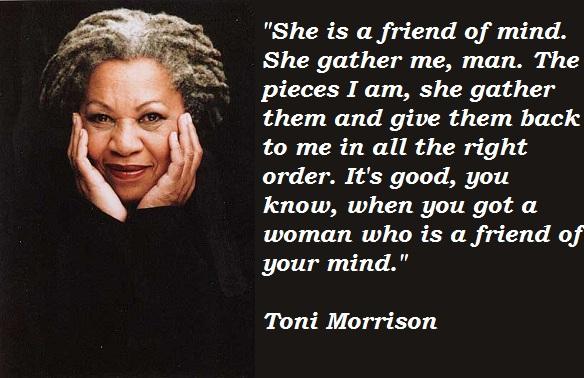 "She is a friend of mind.
She gather me, man. The
pieces I am, she gather
them and give them back
to me in all the right
order. It's good, you
know, when you got a
woman who is a friend of
your mind."
Toni Morrison